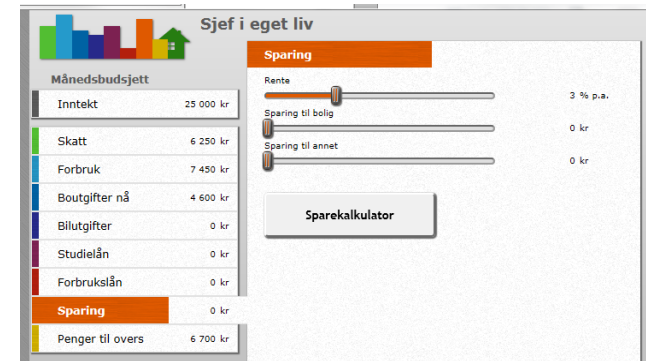 Sjef i eget liv
Månedsbudsjett
Inntekt 25 000 kr
Skatt 6 250 kr
Forbruk 7 450 kr
Boutgifter nå 4 600 kr
Bilutgifter 0 kr
Studielån 0 kr
Forbrukslån 0 kr
Sparing 0 kr
Penger til overs 6 700 kr
Sparing
Rente 3 % p.a.
Sparing til bolig 0 kr
Sparing til annet 0 kr
Sparekalkulator